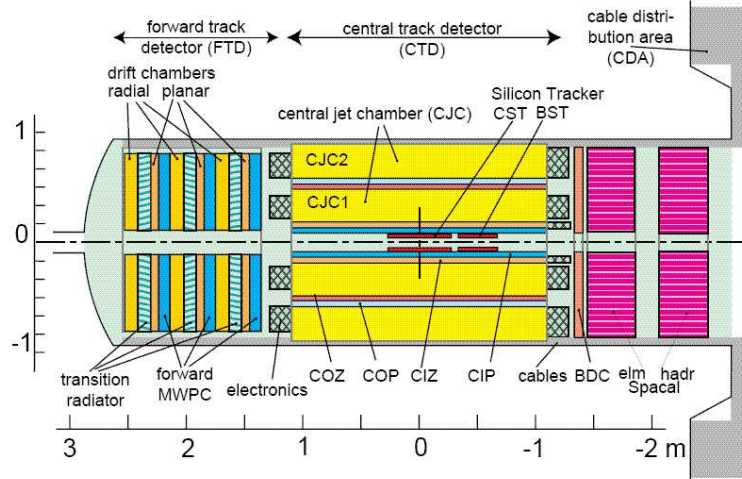 forward track
detector (FTD)
central track detector
(CTD)
cable distri-
bution area
(CDA)
drift chambers
radial planar
Silicon Tracker
central jet chamber (CJC) CST BST
1
CJC2
CJC1
0
-1
transition
radiator
forward
MWPC
electronics
COZ COP CIZ CIP cables BDC elm hadr
Spacal
3 2 1 0 -1 -2 m